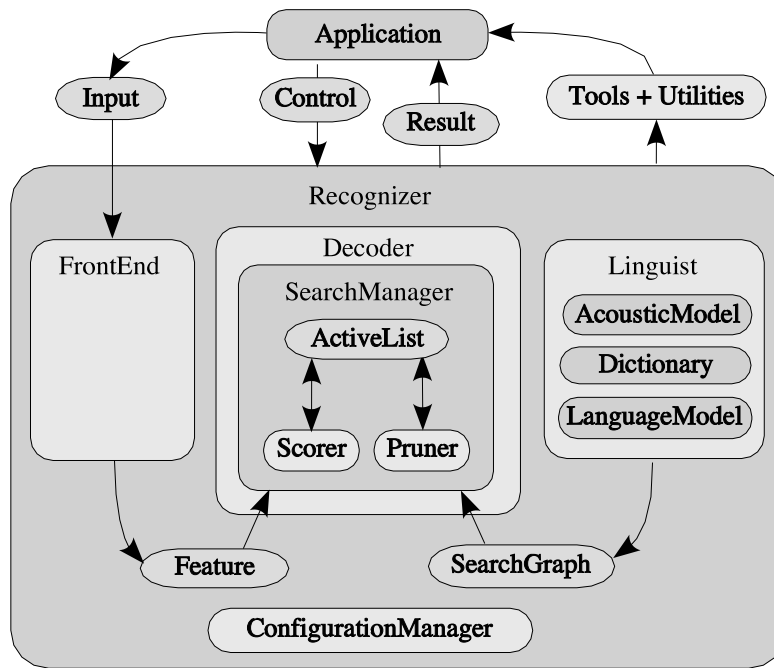 Application
Input
Control
Result
Tools + Utilities
Recognizer
FrontEnd
Decoder
SearchManager
ActiveList
Scorer
Pruner
Linguist
AcousticModel
Dictionary
LanguageModel
Feature
SearchGraph
ConfigurationManager